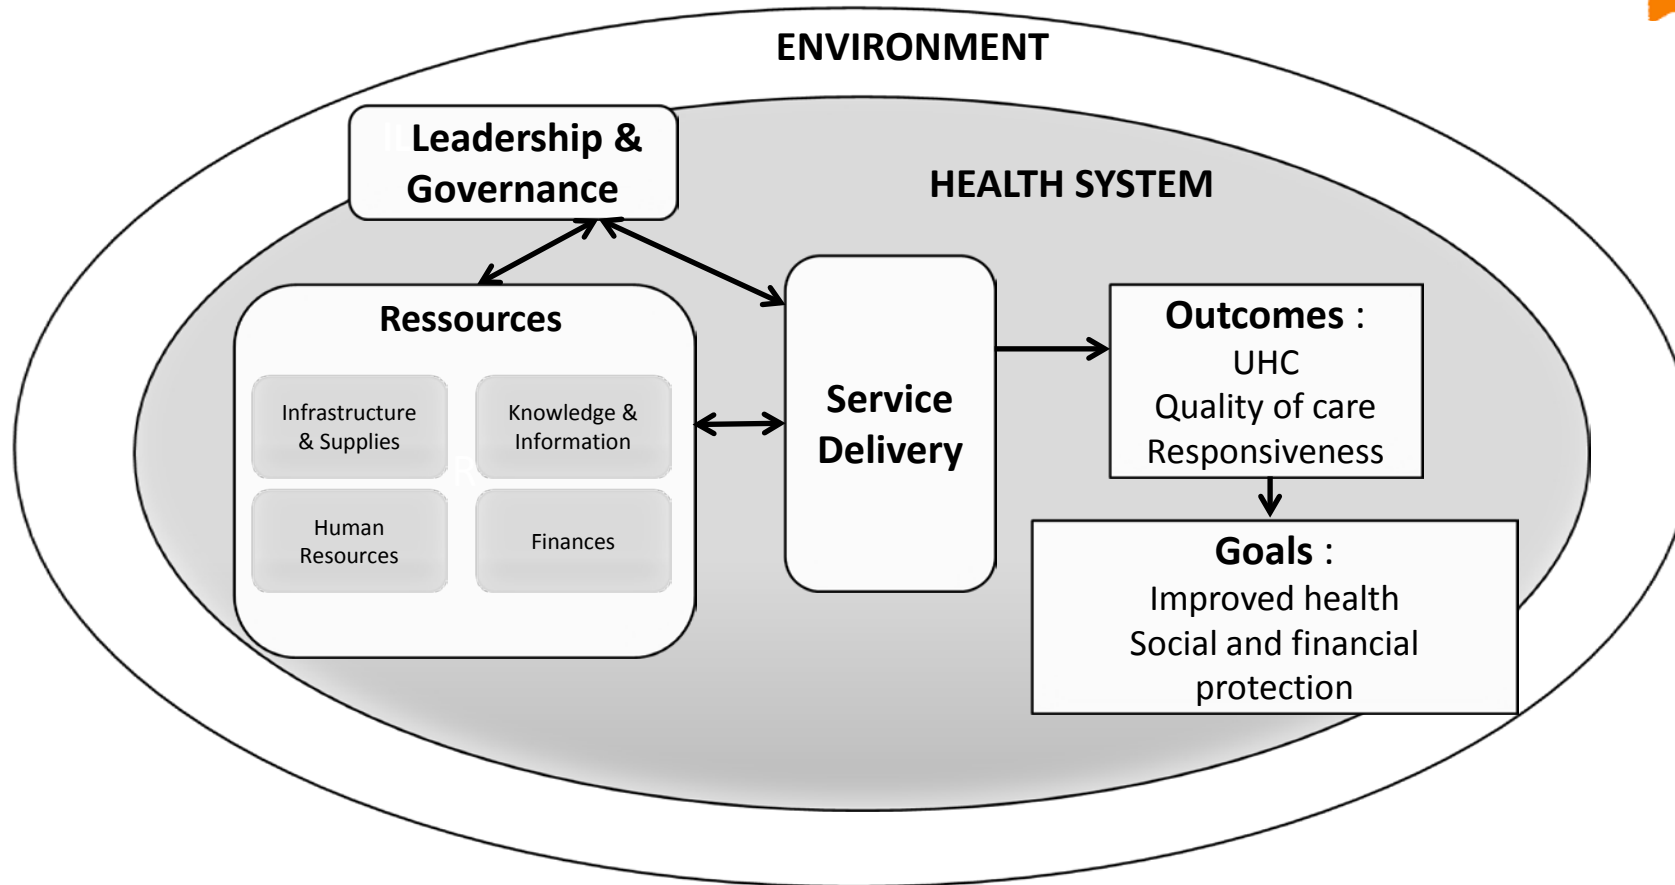 ENVIRONMENT
Leadership &
Governance
HEALTH SYSTEM
Ressources
Infrastructure
& Supplies
Knowledge &
Information
Human
Resources
Finances
Service
Delivery
Outcomes :
UHC
Quality of care
Responsiveness
Goals :
Improved health
Social and financial
protection